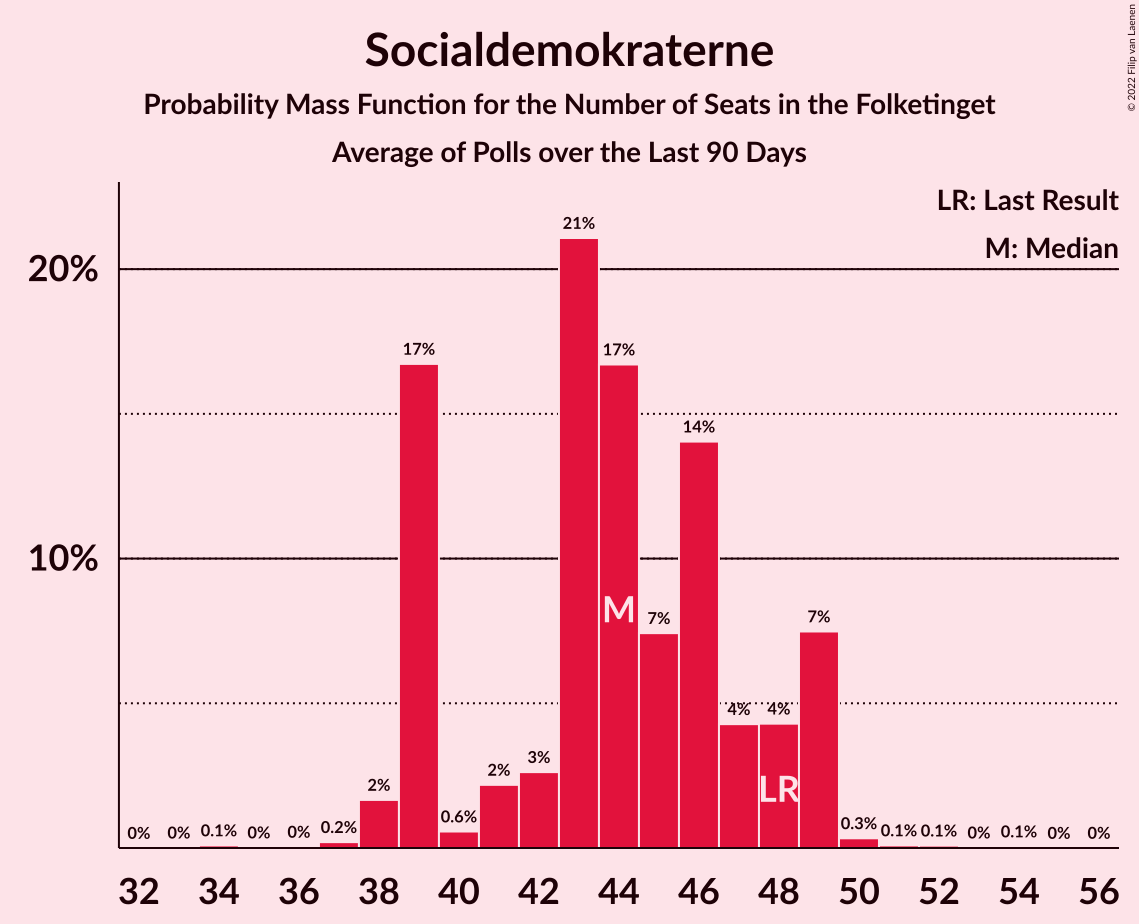 Socialdemokraterne
Probability Mass Function for the Number of Seats in the Folketinget
Average of Polls over the Last 90 Days
© 2022 Filip van Laenen
LR: Last Result
M: Median
20%
10%
0% 0% 0.1% 0% 0% 0.2% 2% 17% 0.6% 2% 3% 21% 17% 7% 14% 4% 4% 7% 0.3% 0.1% 0.1% 0% 0.1% 0% 0%
M
LR
32 34 36 38 40 42 44 46 48 50 52 54 56